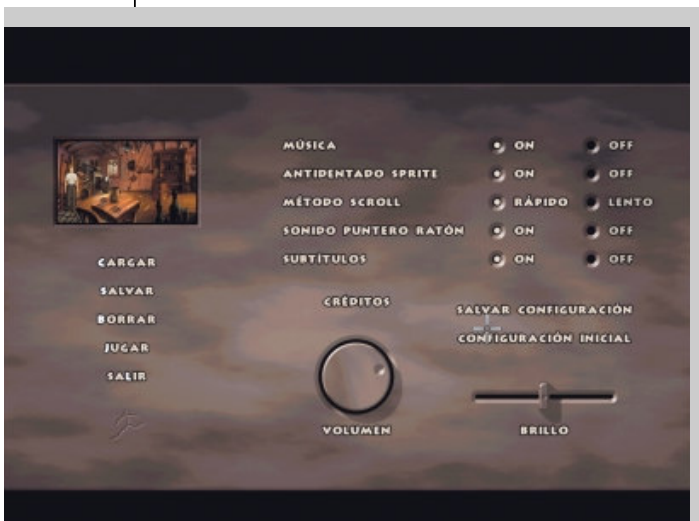 MÚSICA ON OFF
ANTIDENTADO SPRITE ON OFF
MÉTODO SCROLL RÁPIDO LENTO
SONIDO PUNTERO RATÓN ON OFF
SUBTÍTULOS ON OFF
CARGAR
SALVAR
BORRAR
JUGAR
SALIR
CRÉDITOS
SALVAR CONFIGURACIÓN
CONFIGURACIÓN INICIAL
VOLUMEN
BRILLO